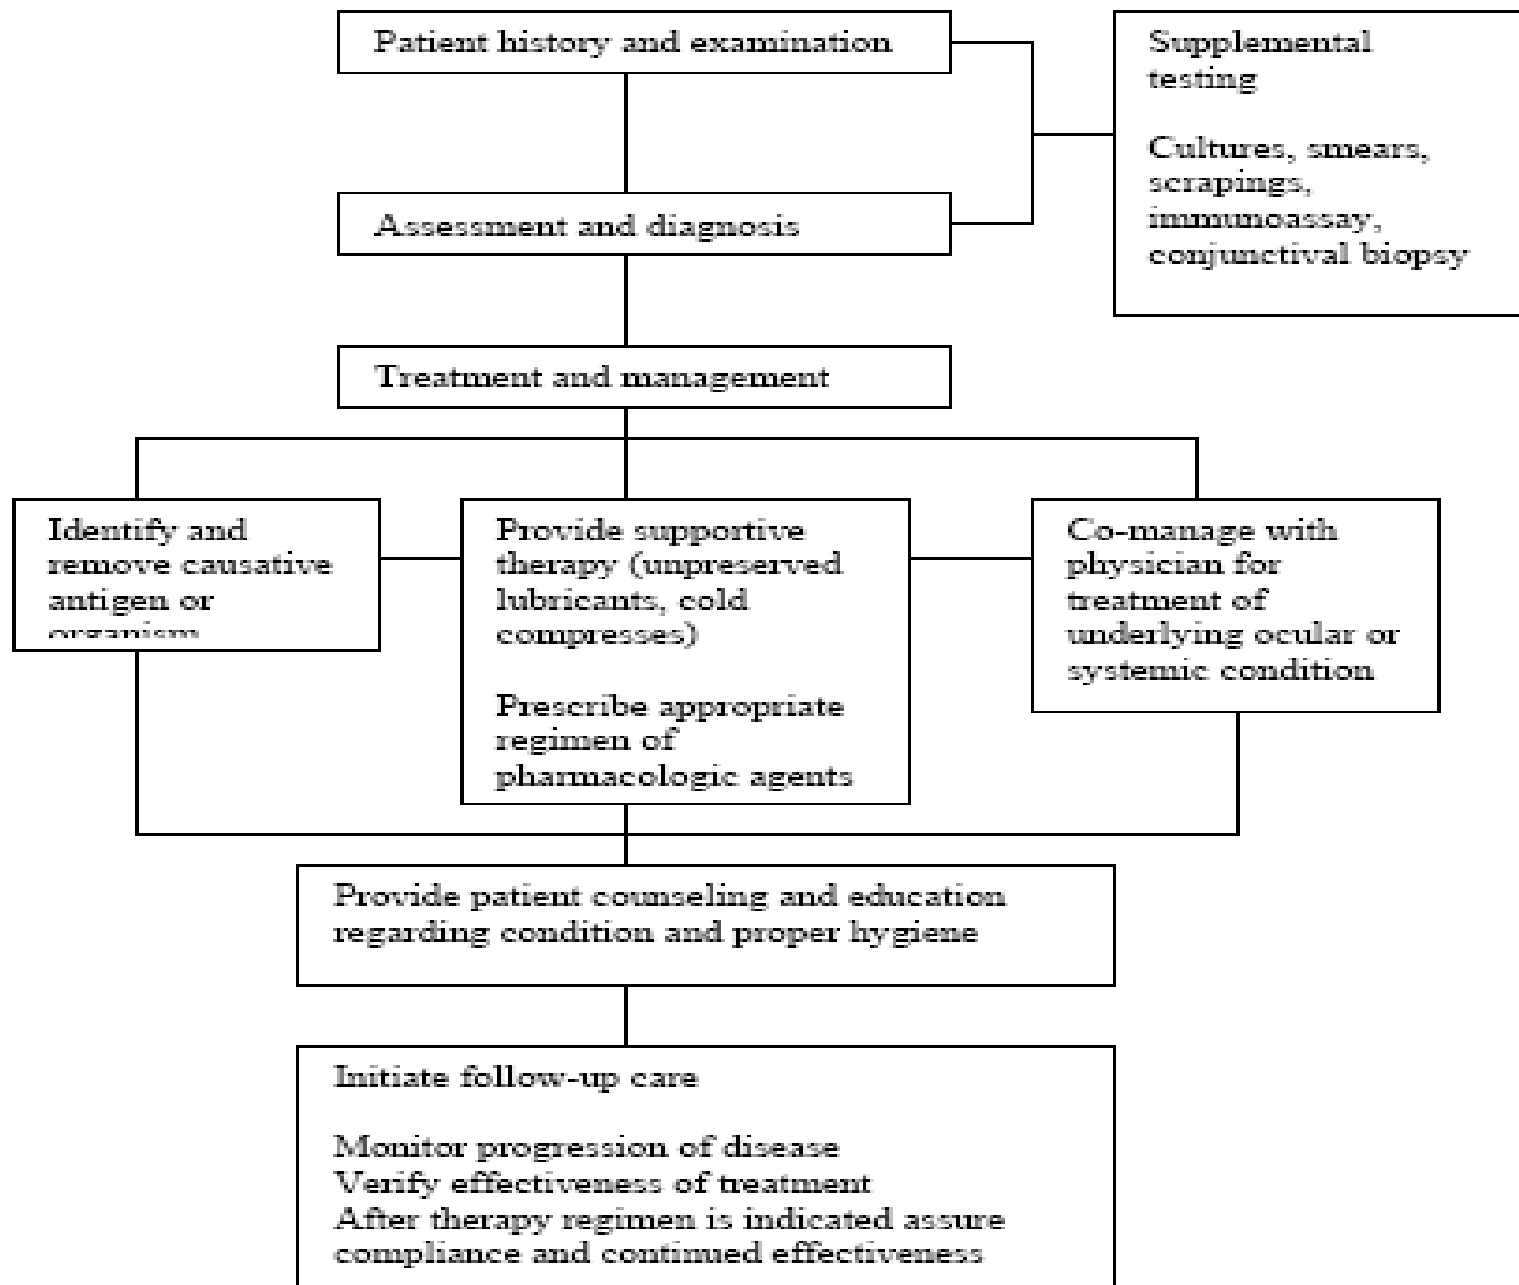 Patient history and examination
Supplemental
testing
Cultures, smears,
scrapings,
immunoassay,
conjunctival biopsy
Assessment and diagnosis
Treatment and management
Identify and
remove causative
antigen or
organism
Provide supportive
therapy (unpreserved
lubricants, cold
compresses)
Prescribe appropriate
regimen of
pharmacologic agents
Co-manage with
physician for
treatment of
underlying ocular or
systemic condition
Provide patient counseling and education
regarding condition and proper hygiene
Initiate follow-up care
Monitor progression of disease
Verify effectiveness of treatment
After therapy regimen is indicated assure
compliance and continued effectiveness